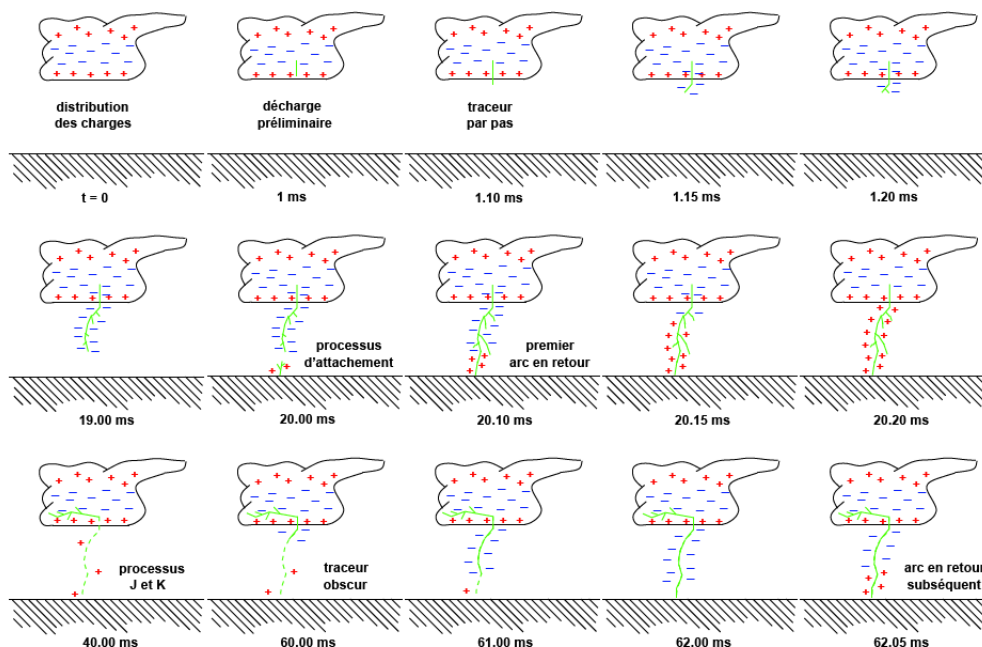 distribution
des charges
décharge
préliminaire
traceur
par pas
t = 0
1 ms
1.10 ms
1.15 ms
1.20 ms
processus
d'attachement
premier
arc en retour
19.00 ms
20.00 ms
20.10 ms
20.15 ms
20.20 ms
processus
J et K
traceur
obscur
arc en retour
subséquent
40.00 ms
60.00 ms
61.00 ms
62.00 ms
62.05 ms